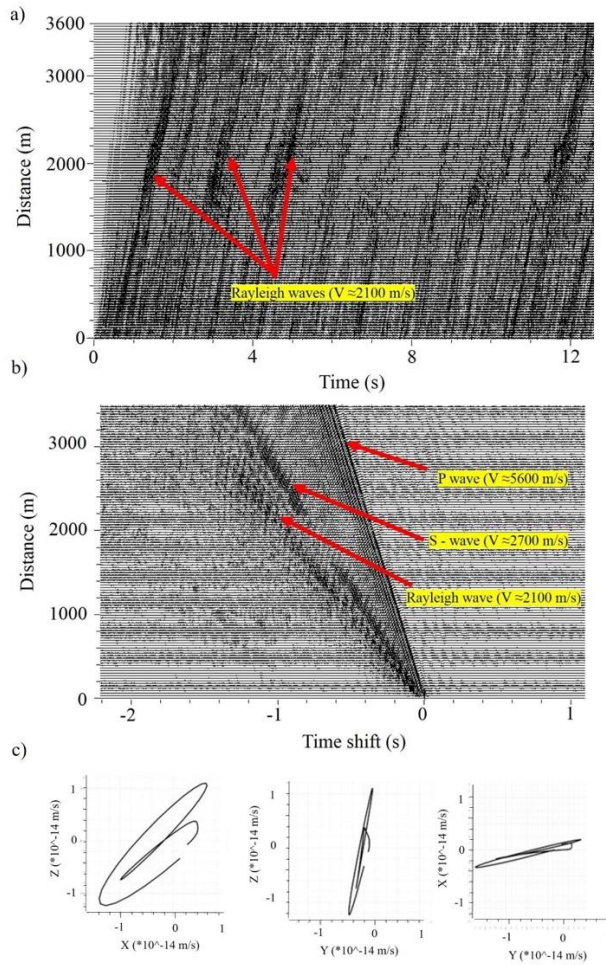 a)
3600
3000
2000
1000
0
Distance (m)
Rayleigh waves (V ≈2100 m/s)
0
4
8
12
Time (s)
b)
3000
2000
1000
0
Distance (m)
P wave (V ≈5600 m/s)
S - wave (V ≈2700 m/s)
Rayleigh wave (V ≈2100 m/s)
-2
-1
0
1
Time shift (s)
c)
1
0
-1
Z (*10^-14 m/s)
-1
0
1
X (*10^-14 m/s)
1
0
-1
Z (*10^-14 m/s)
-1
0
1
Y (*10^-14 m/s)
1
0
-1
X (*10^-14 m/s)
-1
0
Y (*10^-14 m/s)